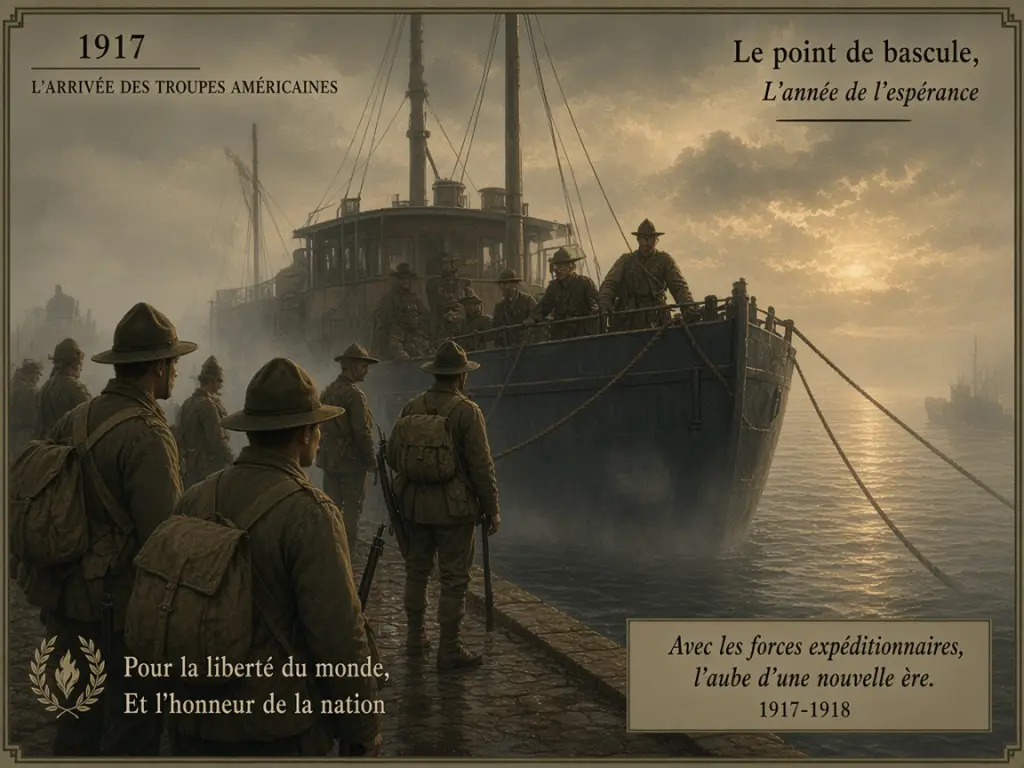 1917
L'ARRIVÉE DES TROUPES AMÉRICAINES
Le point de bascule,
L'année de l'espérance
Pour la liberté du monde,
Et l'honneur de la nation
Avec les forces expéditionnaires,
l'aube d'une nouvelle ère.
1917-1918